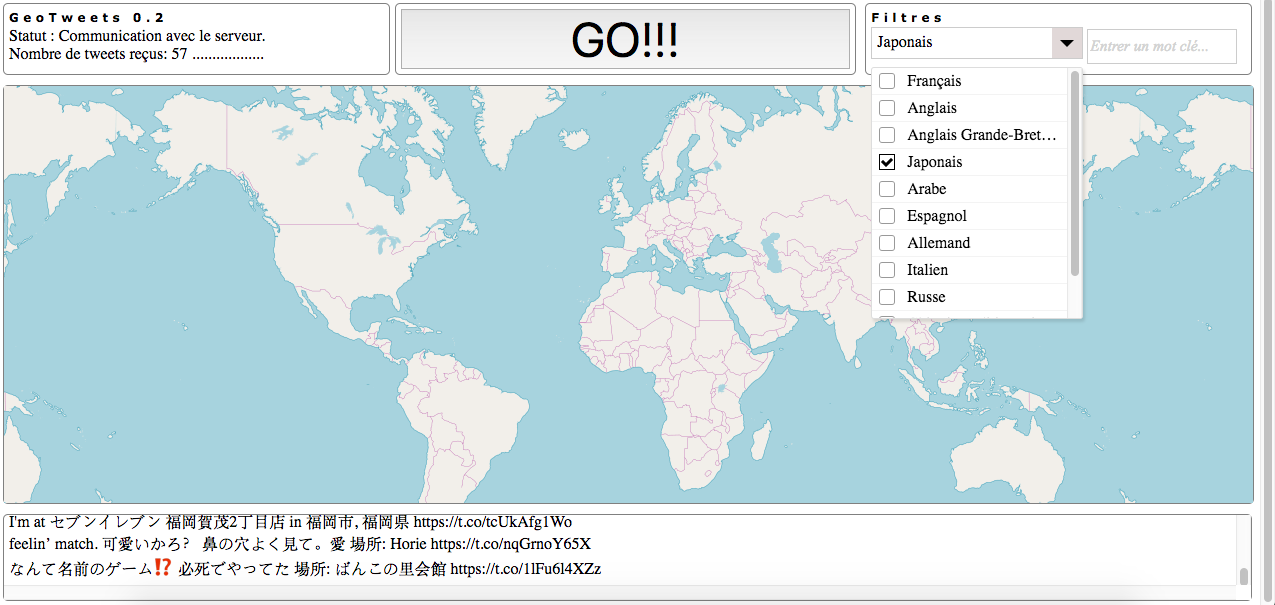 GeoTweets 0.2
Statut : Communication avec le serveur.
Nombre de tweets reçus: 57 ..................
GO!!!
Filtres
Japonais
Entrer un mot clé...
Français
Anglais
Anglais Grande-Bret…
Japonais
Arabe
Espagnol
Allemand
Italien
Russe
I'm at セブンイレブン 福岡賀茂2丁目店 in 福岡市, 福岡県 https://t.co/tcUkAfg1Wo
feelin’ match. 可愛いかろ? 鼻の穴よく見て。愛 場所: Horie https://t.co/nqGrnoY65X
なんて名前のゲーム⁉️ 必死でやってた 場所: ばんこの里会館 https://t.co/1lFu6l4XZz